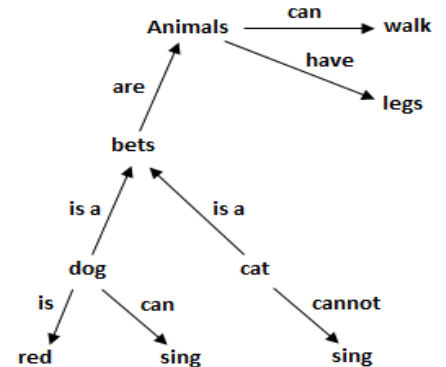 can
Animals walk
have
are
legs
bets
is a is a
dog cat
is can cannot
red sing sing